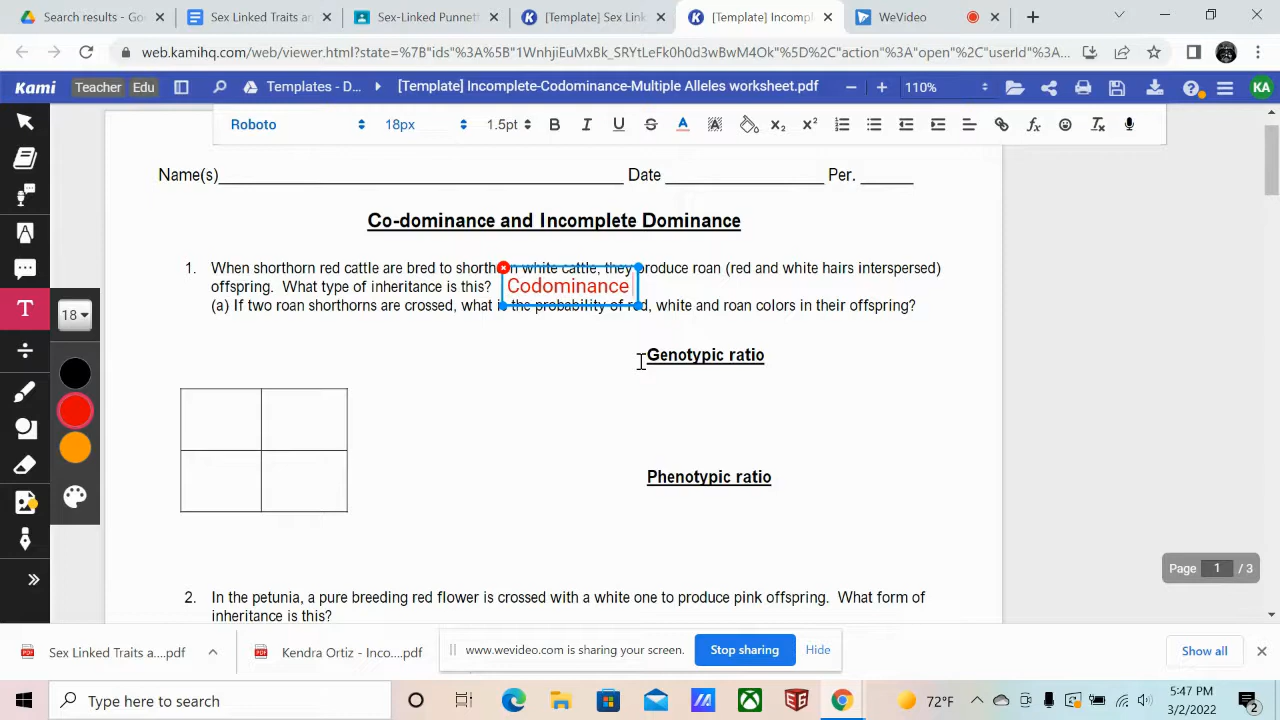 Search results - Goo
Sex Linked Traits an
Sex-Linked Punnett
[Template] Sex Link
[Template] Incompl
WeVideo
web.kamihq.com/web/viewer.html?state=%7B"ids"%3A%5B"1WnhjiEuMxBk_SRYtLeFk0h0d3wBwM4Ok"%5D%2C"action"%3A"open"%2C"userId"%3A...
Kami Teacher Edu Templates - D... [Template] Incomplete-Codominance-Multiple Alleles worksheet.pdf 110% KA
Roboto 18px 1.5pt B I U S A A X₂ X² fx Tx
Name(s) Date Per.
Co-dominance and Incomplete Dominance
1. When shorthorn red cattle are bred to shorthorn white cattle, they produce roan (red and white hairs interspersed)
offspring. What type of inheritance is this? Codominance
(a) If two roan shorthorns are crossed, what is the probability of red, white and roan colors in their offspring?
T
18
Genotypic ratio
Phenotypic ratio
Page 1 / 3
2. In the petunia, a pure breeding red flower is crossed with a white one to produce pink offspring. What form of
inheritance is this?
Sex Linked Traits a....pdf
Kendra Ortiz - Inco....pdf
www.wevideo.com is sharing your screen. Stop sharing Hide
Show all
Type here to search
72°F
5:47 PM
3/2/2022
2